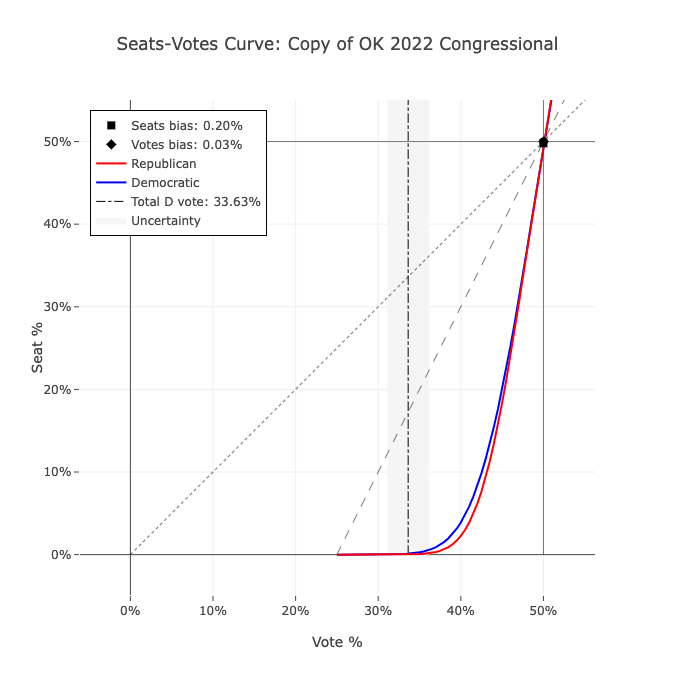 Seats-Votes Curve: Copy of OK 2022 Congressional
Seats bias: 0.20%
Votes bias: 0.03%
Republican
Democratic
Total D vote: 33.63%
Uncertainty
50%
40%
30%
20%
10%
0%
Seat %
0%
10%
20%
30%
40%
50%
Vote %